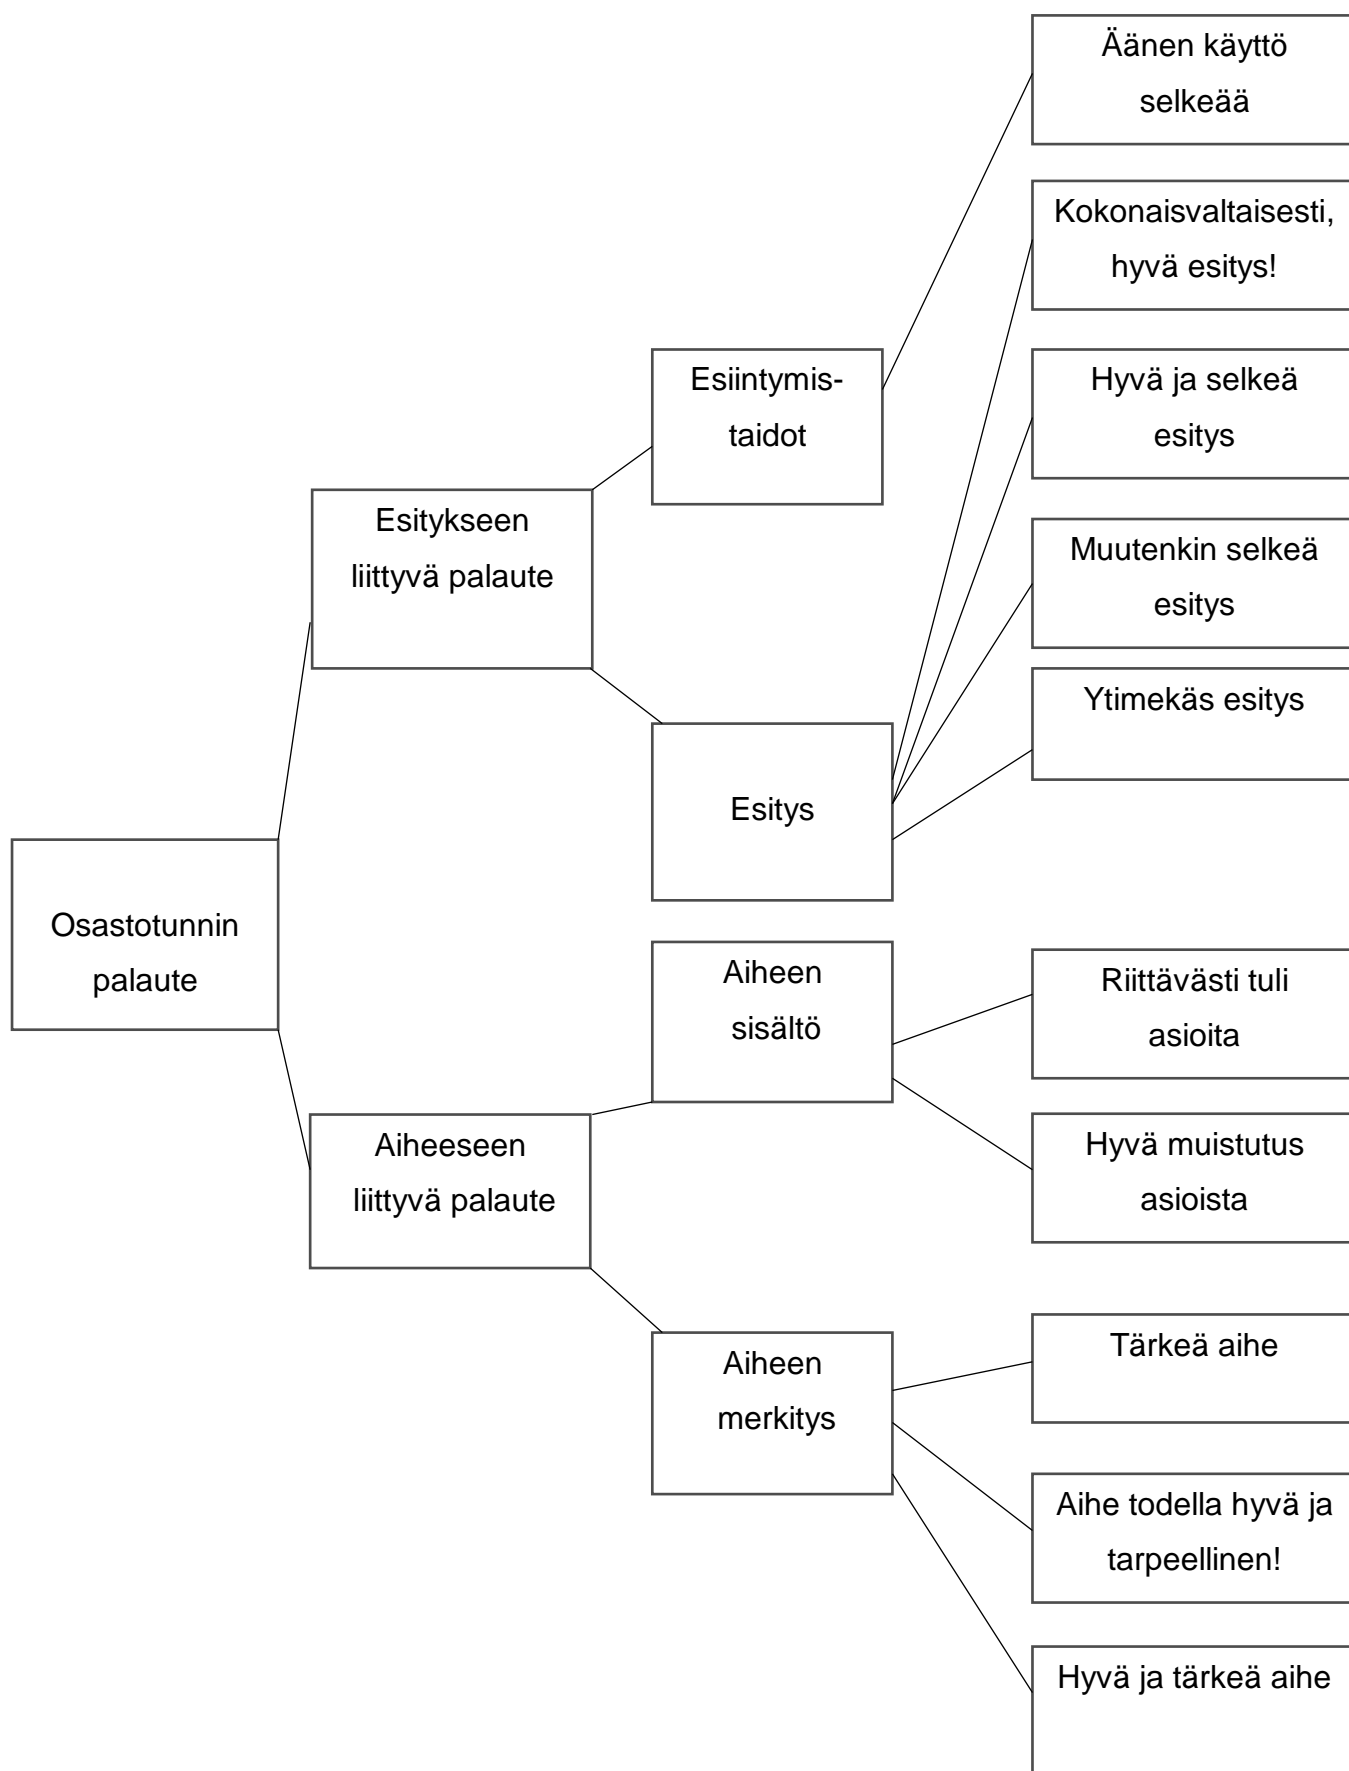 Äänen käyttö
selkeää
Kokonaisvaltaisesti,
hyvä esitys!
Esiintymis-
taidot
Hyvä ja selkeä
esitys
Esitykseen
liittyvä palaute
Muutenkin selkeä
esitys
Ytimekäs esitys
Esitys
Osastotunnin
palaute
Aiheen
sisältö
Riittävästi tuli
asioita
Aiheeseen
liittyvä palaute
Hyvä muistutus
asioista
Aiheen
merkitys
Tärkeä aihe
Aihe todella hyvä ja
tarpeellinen!
Hyvä ja tärkeä aihe